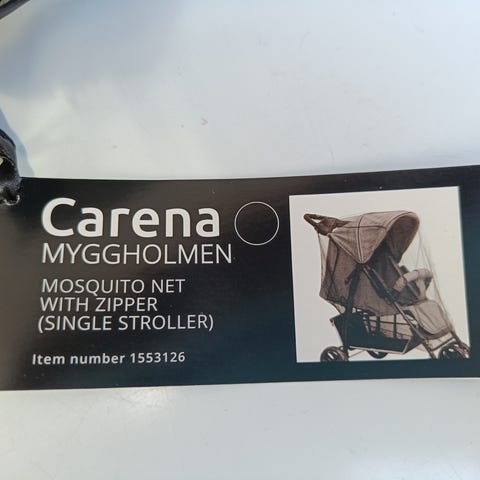 Carena
MYGGHOLMEN
MOSQUITO NET
WITH ZIPPER
(SINGLE STROLLER)
Item number 1553126